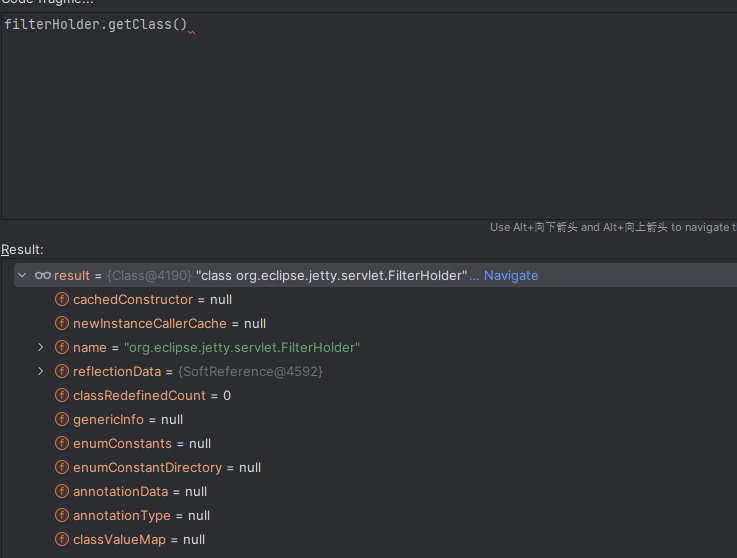 Code fragme...
filterHolder.getClass()
Use Alt+向下箭头 and Alt+向上箭头 to navigate t
Result:
result = {Class@4190} "class org.eclipse.jetty.servlet.FilterHolder"... Navigate
cachedConstructor = null
newInstanceCallerCache = null
name = "org.eclipse.jetty.servlet.FilterHolder"
reflectionData = {SoftReference@4592}
classRedefinedCount = 0
genericInfo = null
enumConstants = null
enumConstantDirectory = null
annotationData = null
annotationType = null
classValueMap = null